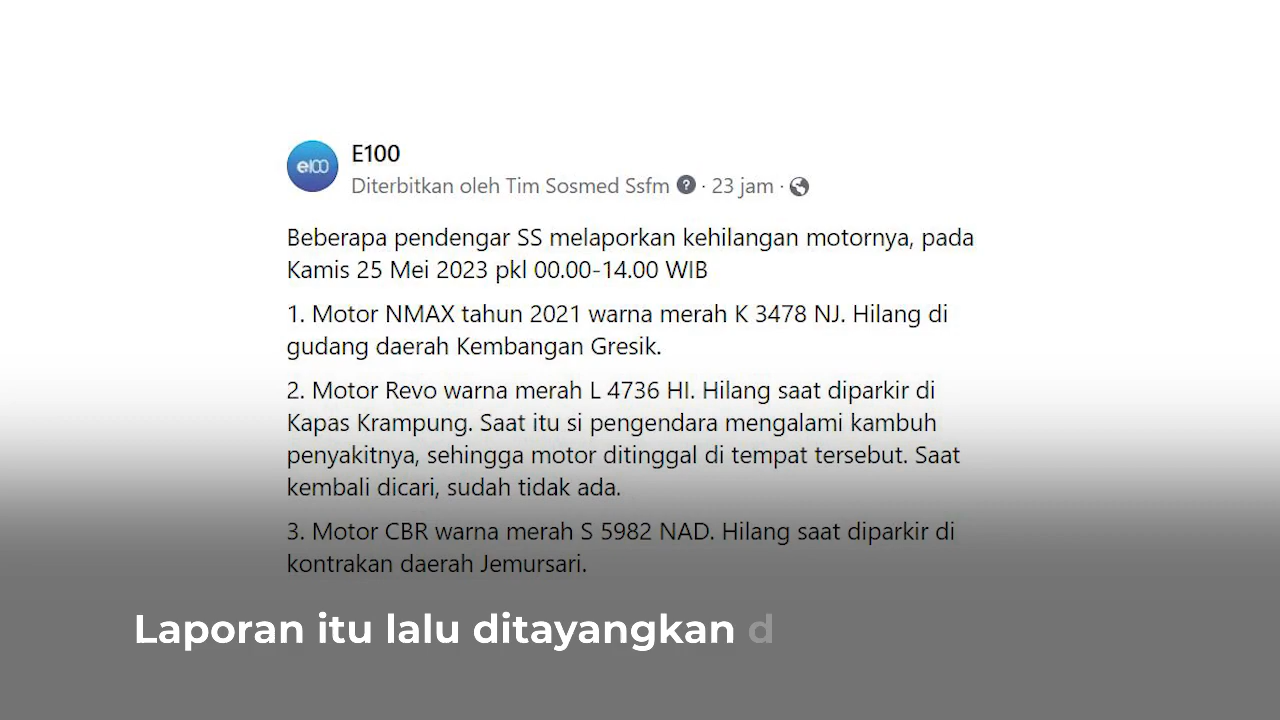 e100
E100
Diterbitkan oleh Tim Sosmed Ssfm ? · 23 jam ·
Beberapa pendengar SS melaporkan kehilangan motornya, pada
Kamis 25 Mei 2023 pkl 00.00-14.00 WIB
1. Motor NMAX tahun 2021 warna merah K 3478 NJ. Hilang di
gudang daerah Kembangan Gresik.
2. Motor Revo warna merah L 4736 HI. Hilang saat diparkir di
Kapas Krampung. Saat itu si pengendara mengalami kambuh
penyakitnya, sehingga motor ditinggal di tempat tersebut. Saat
kembali dicari, sudah tidak ada.
3. Motor CBR warna merah S 5982 NAD. Hilang saat diparkir di
kontrakan daerah Jemursari.
Laporan itu lalu ditayangkan d